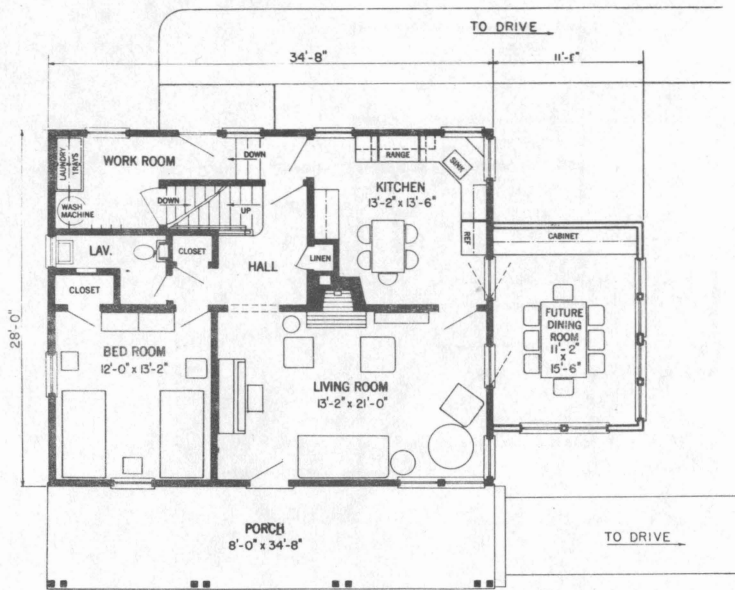 TO DRIVE
34'-8"
WORK ROOM
LAUNDRY
TRAYS
WASH
MACHINE
DOWN
DOWN
UP
RANGE
SINK
KITCHEN
13'-2" x 13'-6"
REF
CABINET
LAV.
CLOSET
HALL
LINEN
CLOSET
28'-0"
BED ROOM
12'-0" x 13'-2"
LIVING ROOM
13'-2" x 21'-0"
FUTURE
DINING
ROOM
11'-2"
x
15'-6"
PORCH
8'-0" x 34'-8"
TO DRIVE